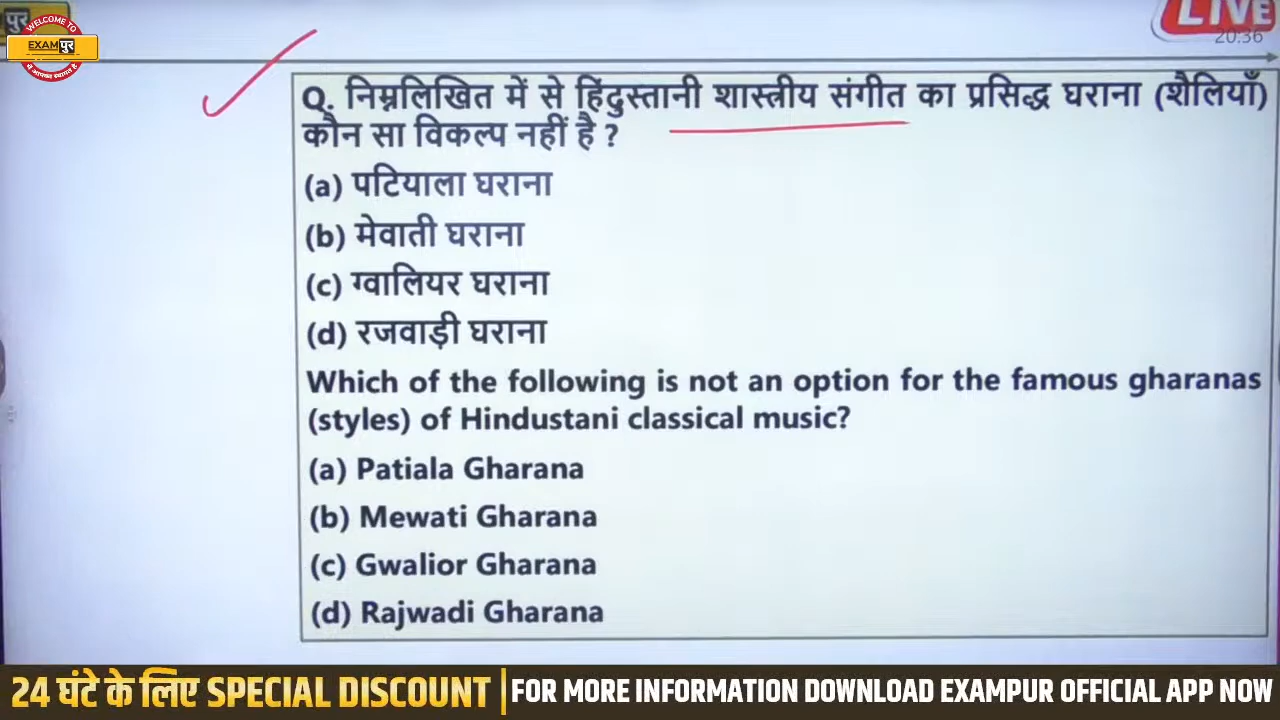 पुर
WELCOME TO
EXAMपुर
में आपका स्वागत है
LIVE
20:36
Q. निम्नलिखित में से हिंदुस्तानी शास्त्रीय संगीत का प्रसिद्ध घराना (शैलियाँ)
कौन सा विकल्प नहीं है ?
(a) पटियाला घराना
(b) मेवाती घराना
(c) ग्वालियर घराना
(d) रजवाड़ी घराना
Which of the following is not an option for the famous gharanas
(styles) of Hindustani classical music?
(a) Patiala Gharana
(b) Mewati Gharana
(c) Gwalior Gharana
(d) Rajwadi Gharana
24 घंटे के लिए SPECIAL DISCOUNT | FOR MORE INFORMATION DOWNLOAD EXAMPUR OFFICIAL APP NOW